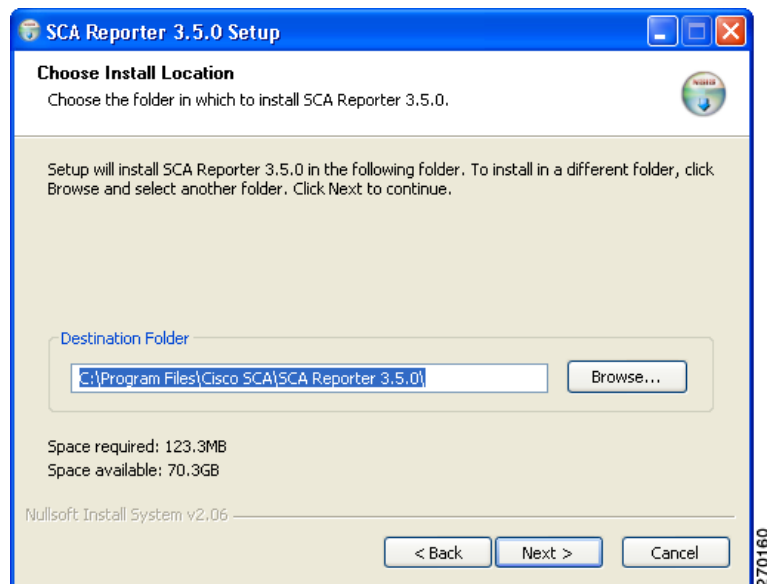 SCA Reporter 3.5.0 Setup
Choose Install Location
Choose the folder in which to install SCA Reporter 3.5.0.
Setup will install SCA Reporter 3.5.0 in the following folder. To install in a different folder, click
Browse and select another folder. Click Next to continue.
Destination Folder
C:\Program Files\Cisco SCA\SCA Reporter 3.5.0\
Browse...
Space required: 123.3MB
Space available: 70.3GB
Nullsoft Install System v2.06
< Back
Next >
Cancel
270160